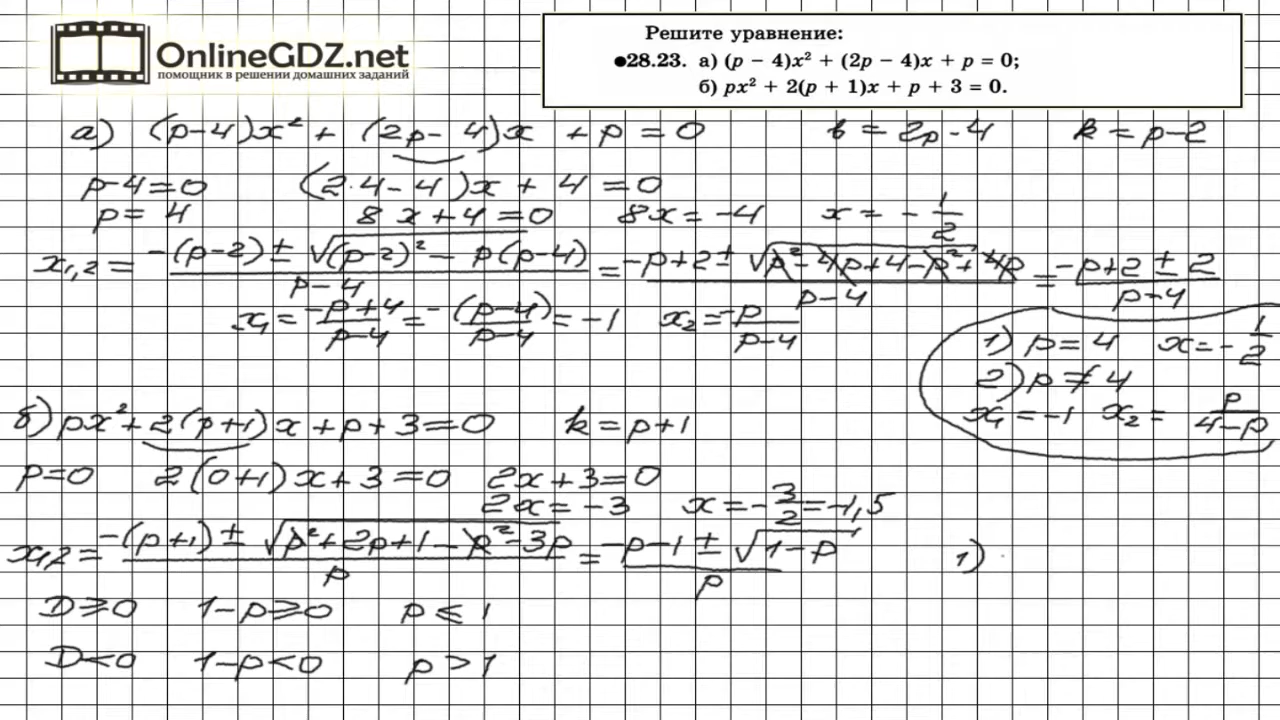 OnlineGDZ.net
помощник в решении домашних заданий
Решите уравнение:
●28.23. а) (p − 4)x² + (2p − 4)x + p = 0;
б) px² + 2(p + 1)x + p + 3 = 0.
а) (p−4)x² + (2p−4)x + p = 0 b = 2p−4 k = p−2
p−4=0 (2·4−4)x + 4 = 0
p = 4 8x+4=0 8x=−4 x = −1/2
x₁,₂ = (−(p−2) ± √((p−2)² − p(p−4)))/(p−4) = (−p+2 ± √(p²−4p+4−p²+4p))/(p−4) = (−p+2 ± 2)/(p−4)
x₁ = (−p+4)/(p−4) = −(p−4)/(p−4) = −1 x₂ = −p/(p−4)
1) p = 4 x = −1/2
2) p ≠ 4
x₁ = −1 x₂ = p/(4−p)
б) px² + 2(p+1)x + p + 3 = 0 k = p+1
p=0 2(0+1)x + 3 = 0 2x + 3 = 0
2x = −3 x = −3/2 = −1,5
x₁,₂ = (−(p+1) ± √(p²+2p+1−p²−3p))/p = (−p−1 ± √(1−p))/p
1)
D ⩾ 0 1−p ⩾ 0 p ⩽ 1
D < 0 1−p < 0 p > 1